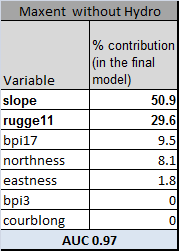 Maxent without Hydro
Variable % contribution (in the final model)
slope 50.9
rugge11 29.6
bpi17 9.5
northness 8.1
eastness 1.8
bpi3 0
courblong 0
AUC 0.97